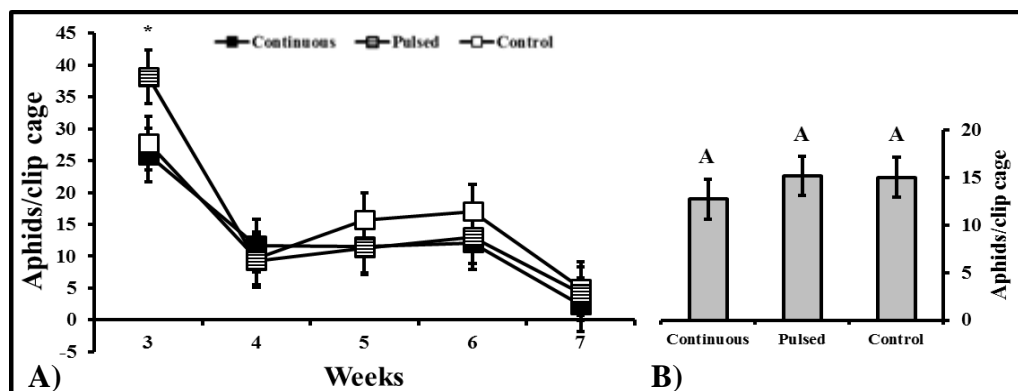 *
Continuous Pulsed Control
45
40
35
30
25
20
15
10
5
0
-5
Aphids/clip cage
3 4 5 6 7
Weeks
A)
A A A
20
15
10
5
0
Aphids/clip cage
Continuous Pulsed Control
B)